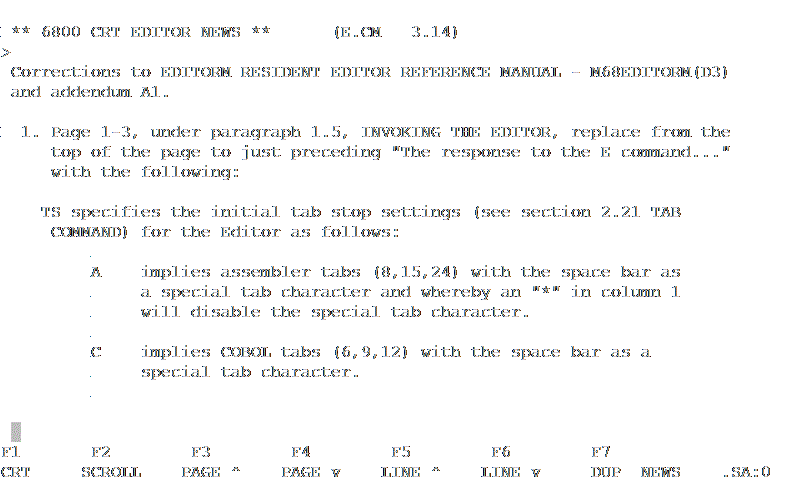 ** 6800 CRT EDITOR NEWS ** (E.CM 3.14)
>
Corrections to EDITORM RESIDENT EDITOR REFERENCE MANUAL - M68EDITORM(D3)
and addendum A1.
1. Page 1-3, under paragraph 1.5, INVOKING THE EDITOR, replace from the
top of the page to just preceding "The response to the E command..."
with the following:
TS specifies the initial tab stop settings (see section 2.21 TAB
COMMAND) for the Editor as follows:
.
A implies assembler tabs (8,15,24) with the space bar as
. a special tab character and whereby an "*" in column 1
. will disable the special tab character.
.
C implies COBOL tabs (6,9,12) with the space bar as a
. special tab character.
.
F1 F2 F3 F4 F5 F6 F7
CRT SCROLL PAGE ^ PAGE v LINE ^ LINE v DUP NEWS .SA:0